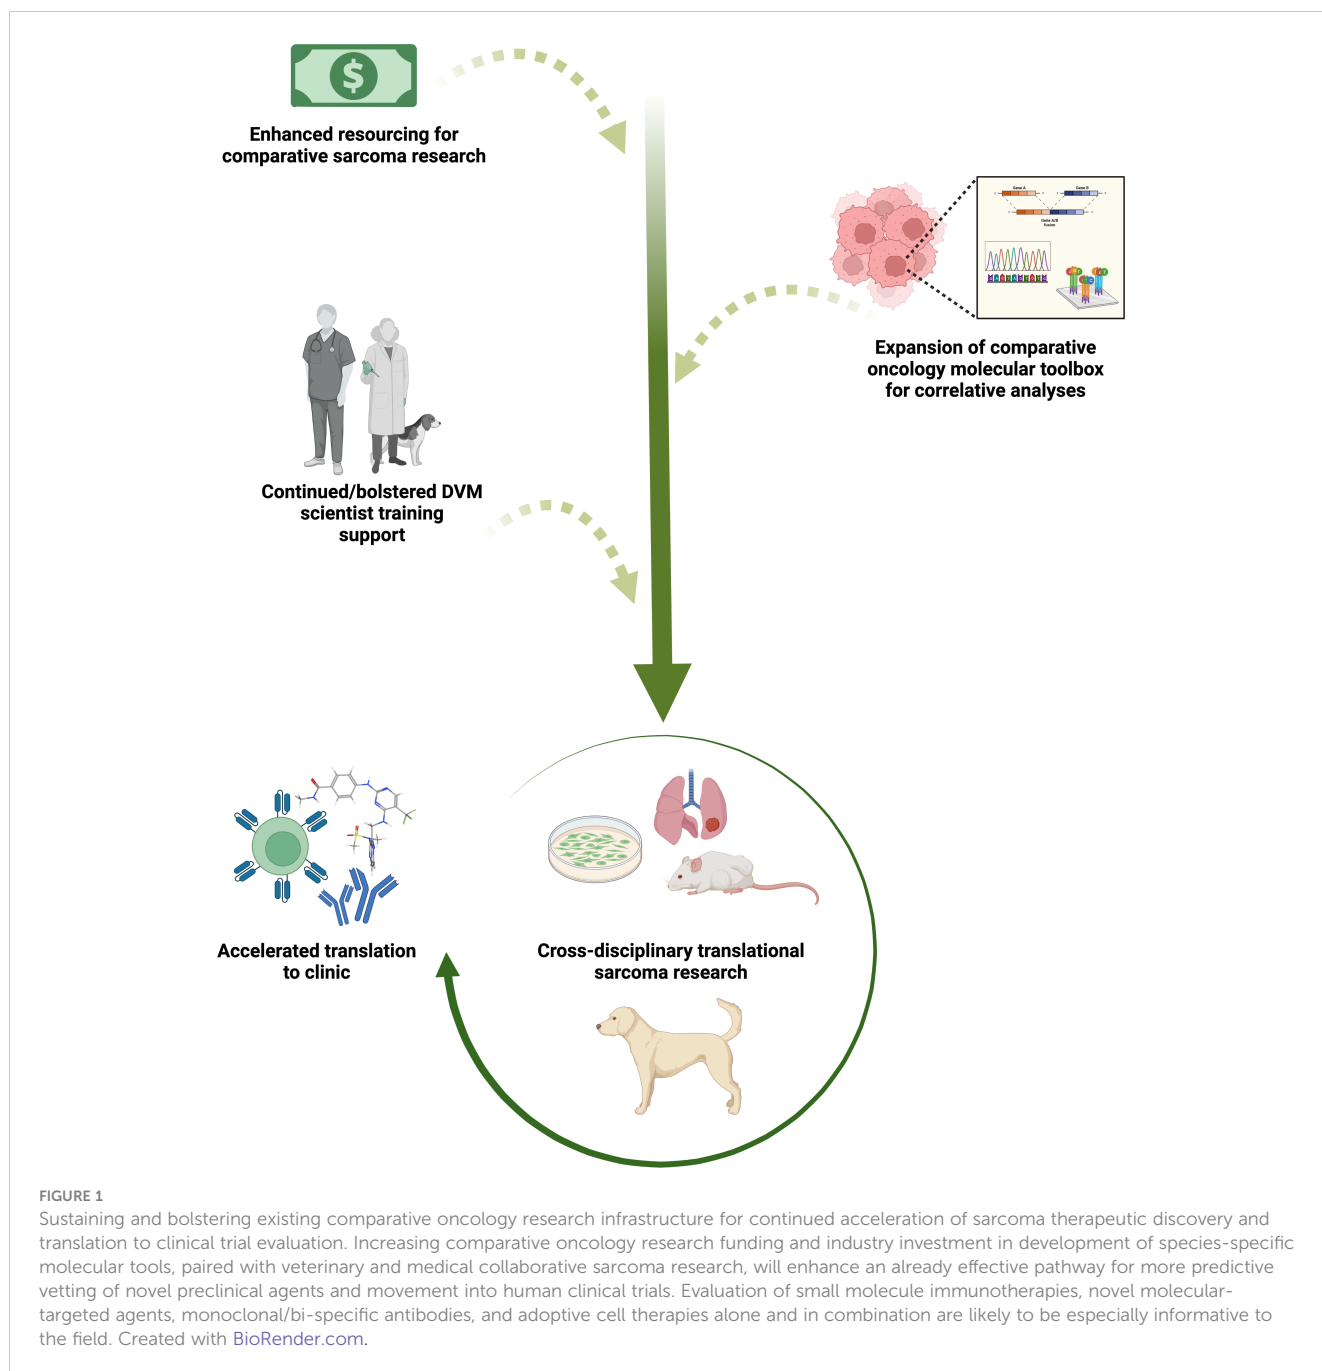 $
Enhanced resourcing for
comparative sarcoma research
Gene A
Gene B
Gene A/B
fusion
Expansion of comparative
oncology molecular toolbox
for correlative analyses
Continued/bolstered DVM
scientist training
support
Accelerated translation
to clinic
Cross-disciplinary translational
sarcoma research
FIGURE 1
Sustaining and bolstering existing comparative oncology research infrastructure for continued acceleration of sarcoma therapeutic discovery and
translation to clinical trial evaluation. Increasing comparative oncology research funding and industry investment in development of species-specific
molecular tools, paired with veterinary and medical collaborative sarcoma research, will enhance an already effective pathway for more predictive
vetting of novel preclinical agents and movement into human clinical trials. Evaluation of small molecule immunotherapies, novel molecular-
targeted agents, monoclonal/bi-specific antibodies, and adoptive cell therapies alone and in combination are likely to be especially informative to
the field. Created with BioRender.com.